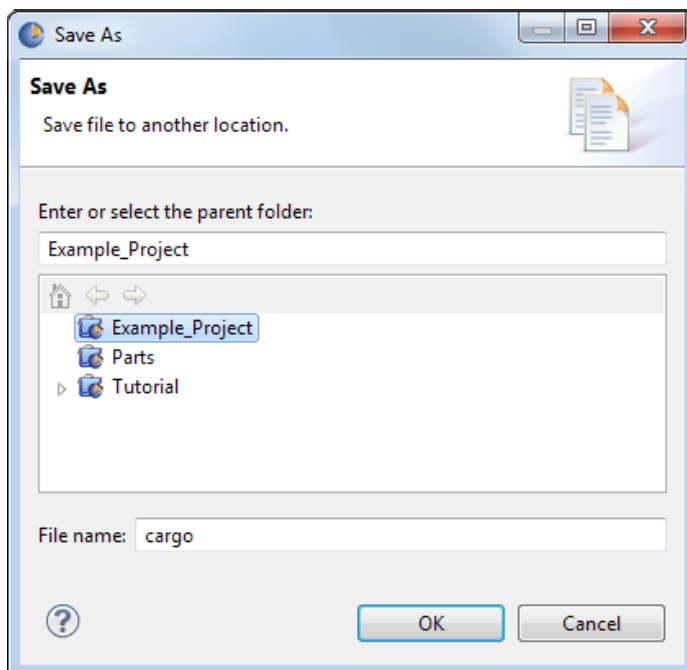 Save As
Save As
Save file to another location.
Enter or select the parent folder:
Example_Project
Example_Project
Parts
Tutorial
File name: cargo
? OK Cancel